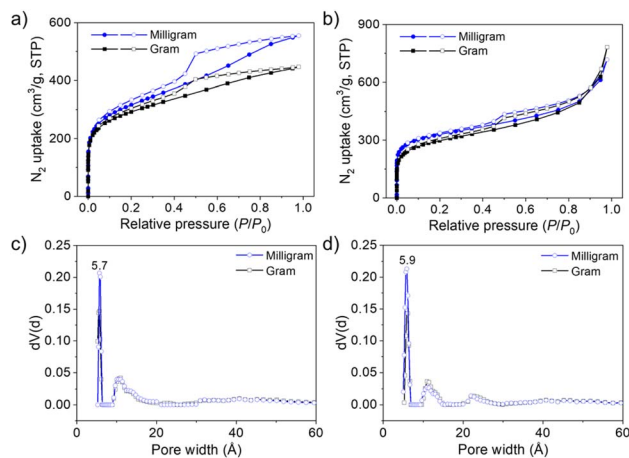 a)
Milligram
Gram
N2 uptake (cm³/g, STP)
600
400
200
0
0.0 0.2 0.4 0.6 0.8 1.0
Relative pressure (P/P0)
b)
Milligram
Gram
N2 uptake (cm³/g, STP)
900
600
300
0
0.0 0.2 0.4 0.6 0.8 1.0
Relative pressure (P/P0)
c)
5.7
Milligram
Gram
dV(d)
0.25
0.20
0.15
0.10
0.05
0.00
0 20 40 60
Pore width (Å)
d)
5.9
Milligram
Gram
dV(d)
0.25
0.20
0.15
0.10
0.05
0.00
0 20 40 60
Pore width (Å)